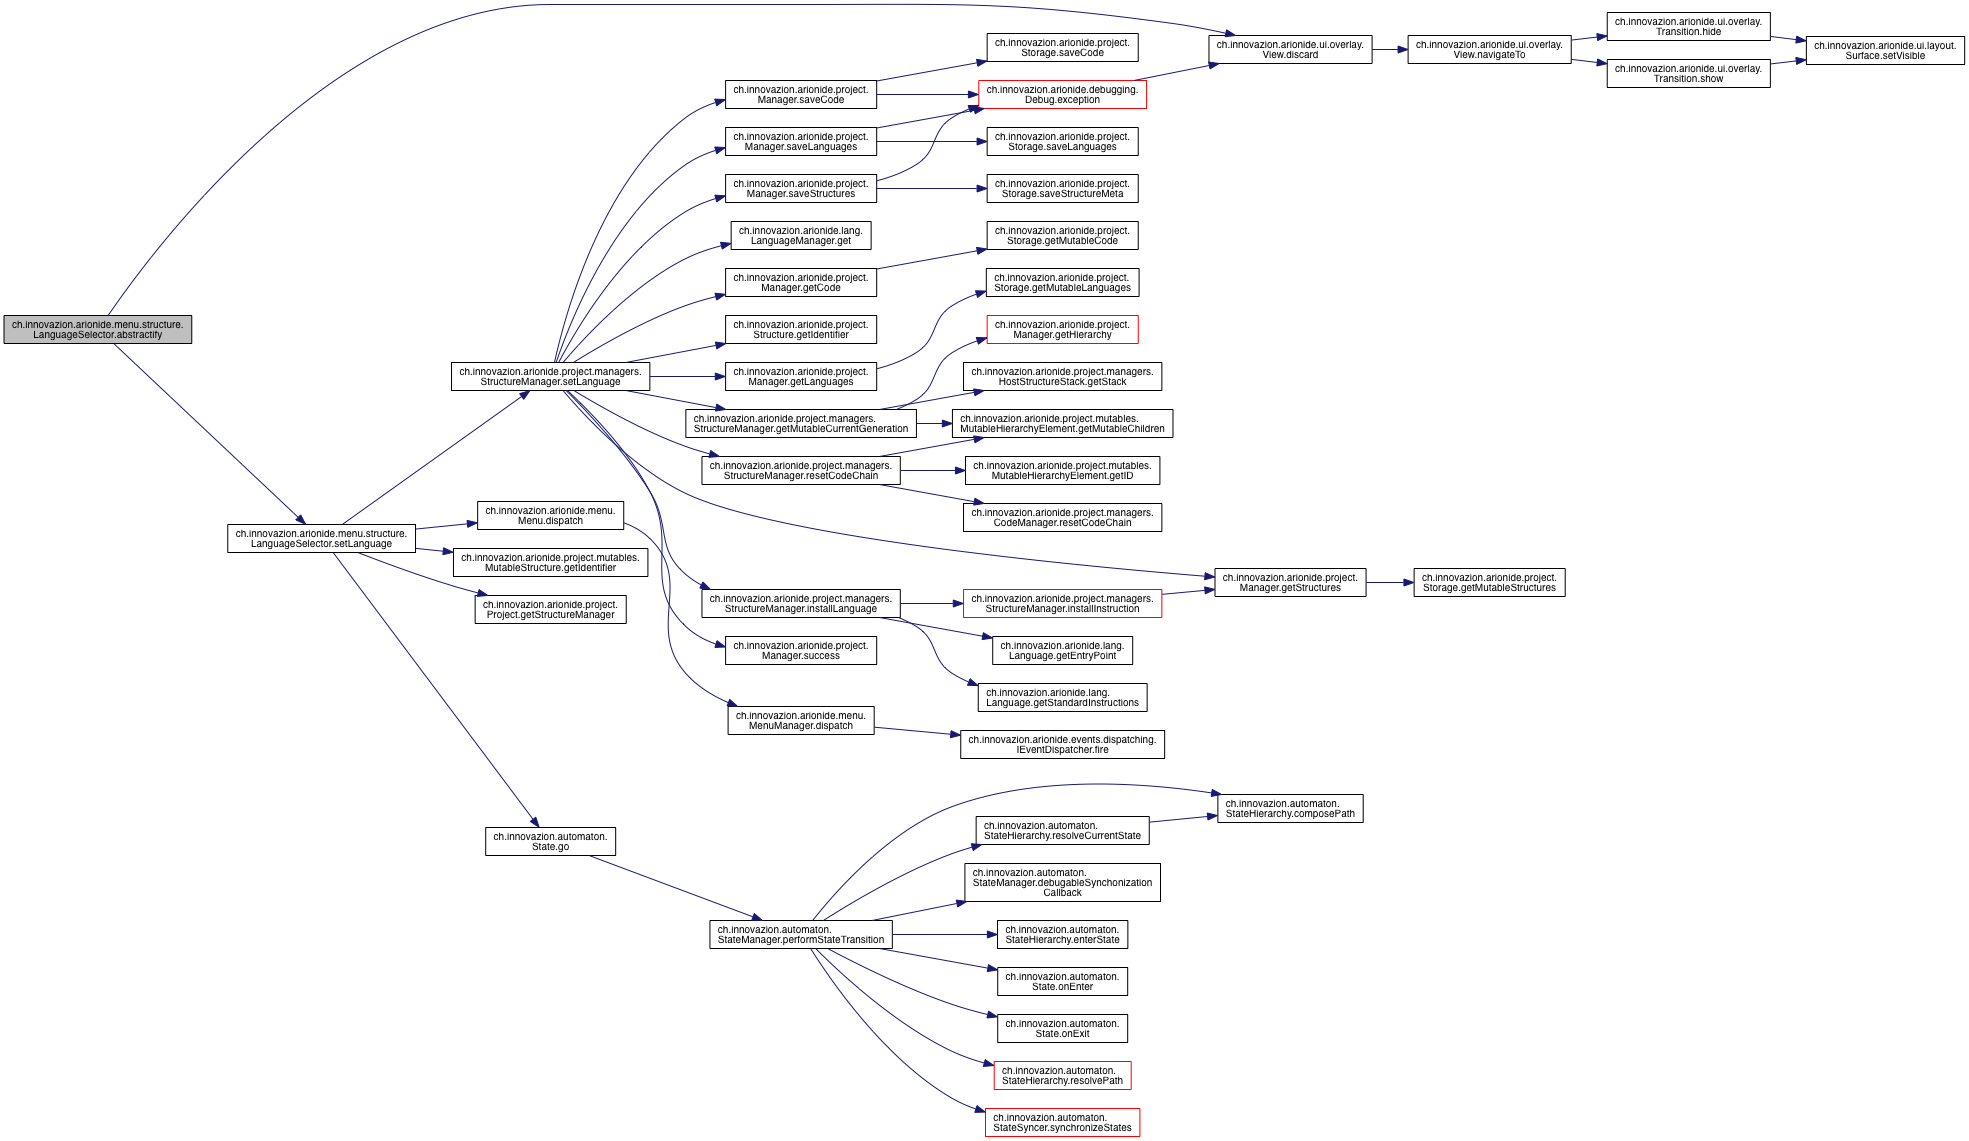 ch.innovazion.arionide.menu.structure.
LanguageSelector.abstractify
ch.innovazion.arionide.menu.structure.
LanguageSelector.setLanguage
ch.innovazion.arionide.project.managers.
StructureManager.setLanguage
ch.innovazion.arionide.menu.
Menu.dispatch
ch.innovazion.arionide.project.mutables.
MutableStructure.getIdentifier
ch.innovazion.arionide.project.
Project.getStructureManager
ch.innovazion.automaton.
State.go
ch.innovazion.arionide.project.
Manager.saveCode
ch.innovazion.arionide.project.
Manager.saveLanguages
ch.innovazion.arionide.project.
Manager.saveStructures
ch.innovazion.arionide.lang.
LanguageManager.get
ch.innovazion.arionide.project.
Manager.getCode
ch.innovazion.arionide.project.
Structure.getIdentifier
ch.innovazion.arionide.project.
Manager.getLanguages
ch.innovazion.arionide.project.managers.
StructureManager.getMutableCurrentGeneration
ch.innovazion.arionide.project.managers.
StructureManager.resetCodeChain
ch.innovazion.arionide.project.managers.
StructureManager.installLanguage
ch.innovazion.arionide.project.
Manager.success
ch.innovazion.arionide.menu.
MenuManager.dispatch
ch.innovazion.automaton.
StateManager.performStateTransition
ch.innovazion.arionide.project.
Storage.saveCode
ch.innovazion.arionide.debugging.
Debug.exception
ch.innovazion.arionide.project.
Storage.saveLanguages
ch.innovazion.arionide.project.
Storage.saveStructureMeta
ch.innovazion.arionide.project.
Storage.getMutableCode
ch.innovazion.arionide.project.
Storage.getMutableLanguages
ch.innovazion.arionide.project.
Manager.getHierarchy
ch.innovazion.arionide.project.managers.
HostStructureStack.getStack
ch.innovazion.arionide.project.mutables.
MutableHierarchyElement.getMutableChildren
ch.innovazion.arionide.project.mutables.
MutableHierarchyElement.getID
ch.innovazion.arionide.project.managers.
CodeManager.resetCodeChain
ch.innovazion.arionide.project.managers.
StructureManager.installInstruction
ch.innovazion.arionide.lang.
Language.getEntryPoint
ch.innovazion.arionide.lang.
Language.getStandardInstructions
ch.innovazion.arionide.events.dispatching.
IEventDispatcher.fire
ch.innovazion.automaton.
StateHierarchy.resolveCurrentState
ch.innovazion.automaton.
StateManager.debugableSynchonization
Callback
ch.innovazion.automaton.
StateHierarchy.enterState
ch.innovazion.automaton.
State.onEnter
ch.innovazion.automaton.
State.onExit
ch.innovazion.automaton.
StateHierarchy.resolvePath
ch.innovazion.automaton.
StateSyncer.synchronizeStates
ch.innovazion.arionide.ui.overlay.
View.discard
ch.innovazion.arionide.project.
Manager.getStructures
ch.innovazion.automaton.
StateHierarchy.composePath
ch.innovazion.arionide.ui.overlay.
View.navigateTo
ch.innovazion.arionide.project.
Storage.getMutableStructures
ch.innovazion.arionide.ui.overlay.
Transition.hide
ch.innovazion.arionide.ui.overlay.
Transition.show
ch.innovazion.arionide.ui.layout.
Surface.setVisible